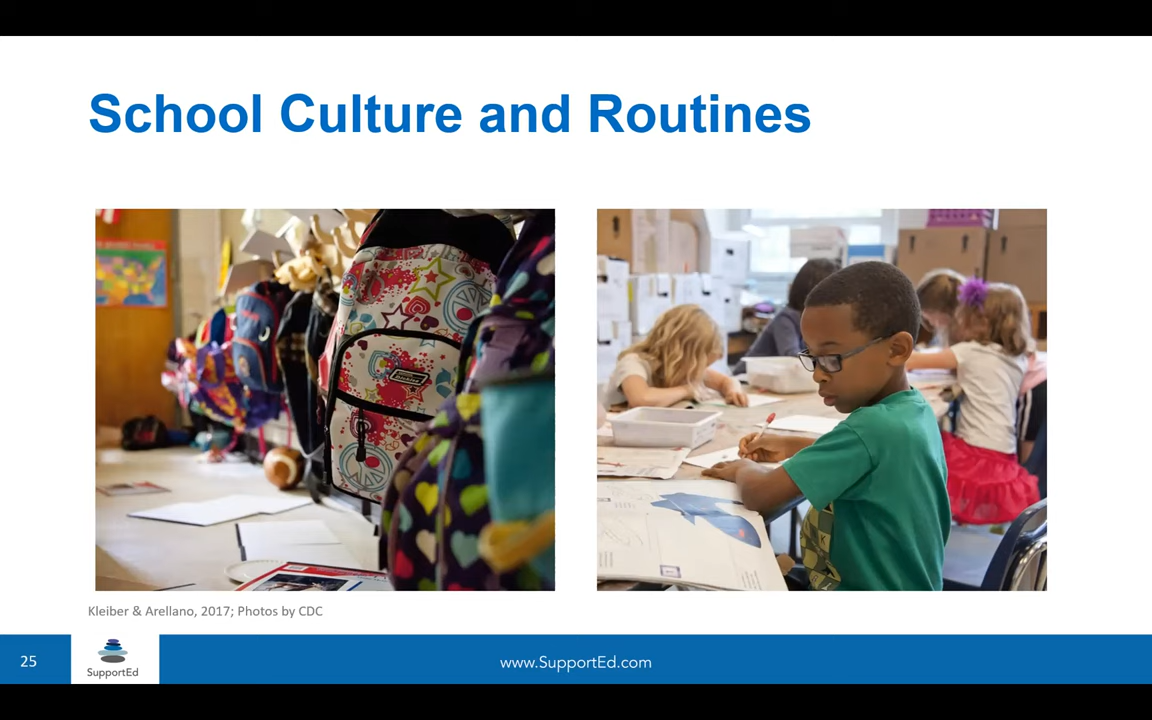 School Culture and Routines
Kleiber & Arellano, 2017; Photos by CDC
25
SupportEd
www.SupportEd.com